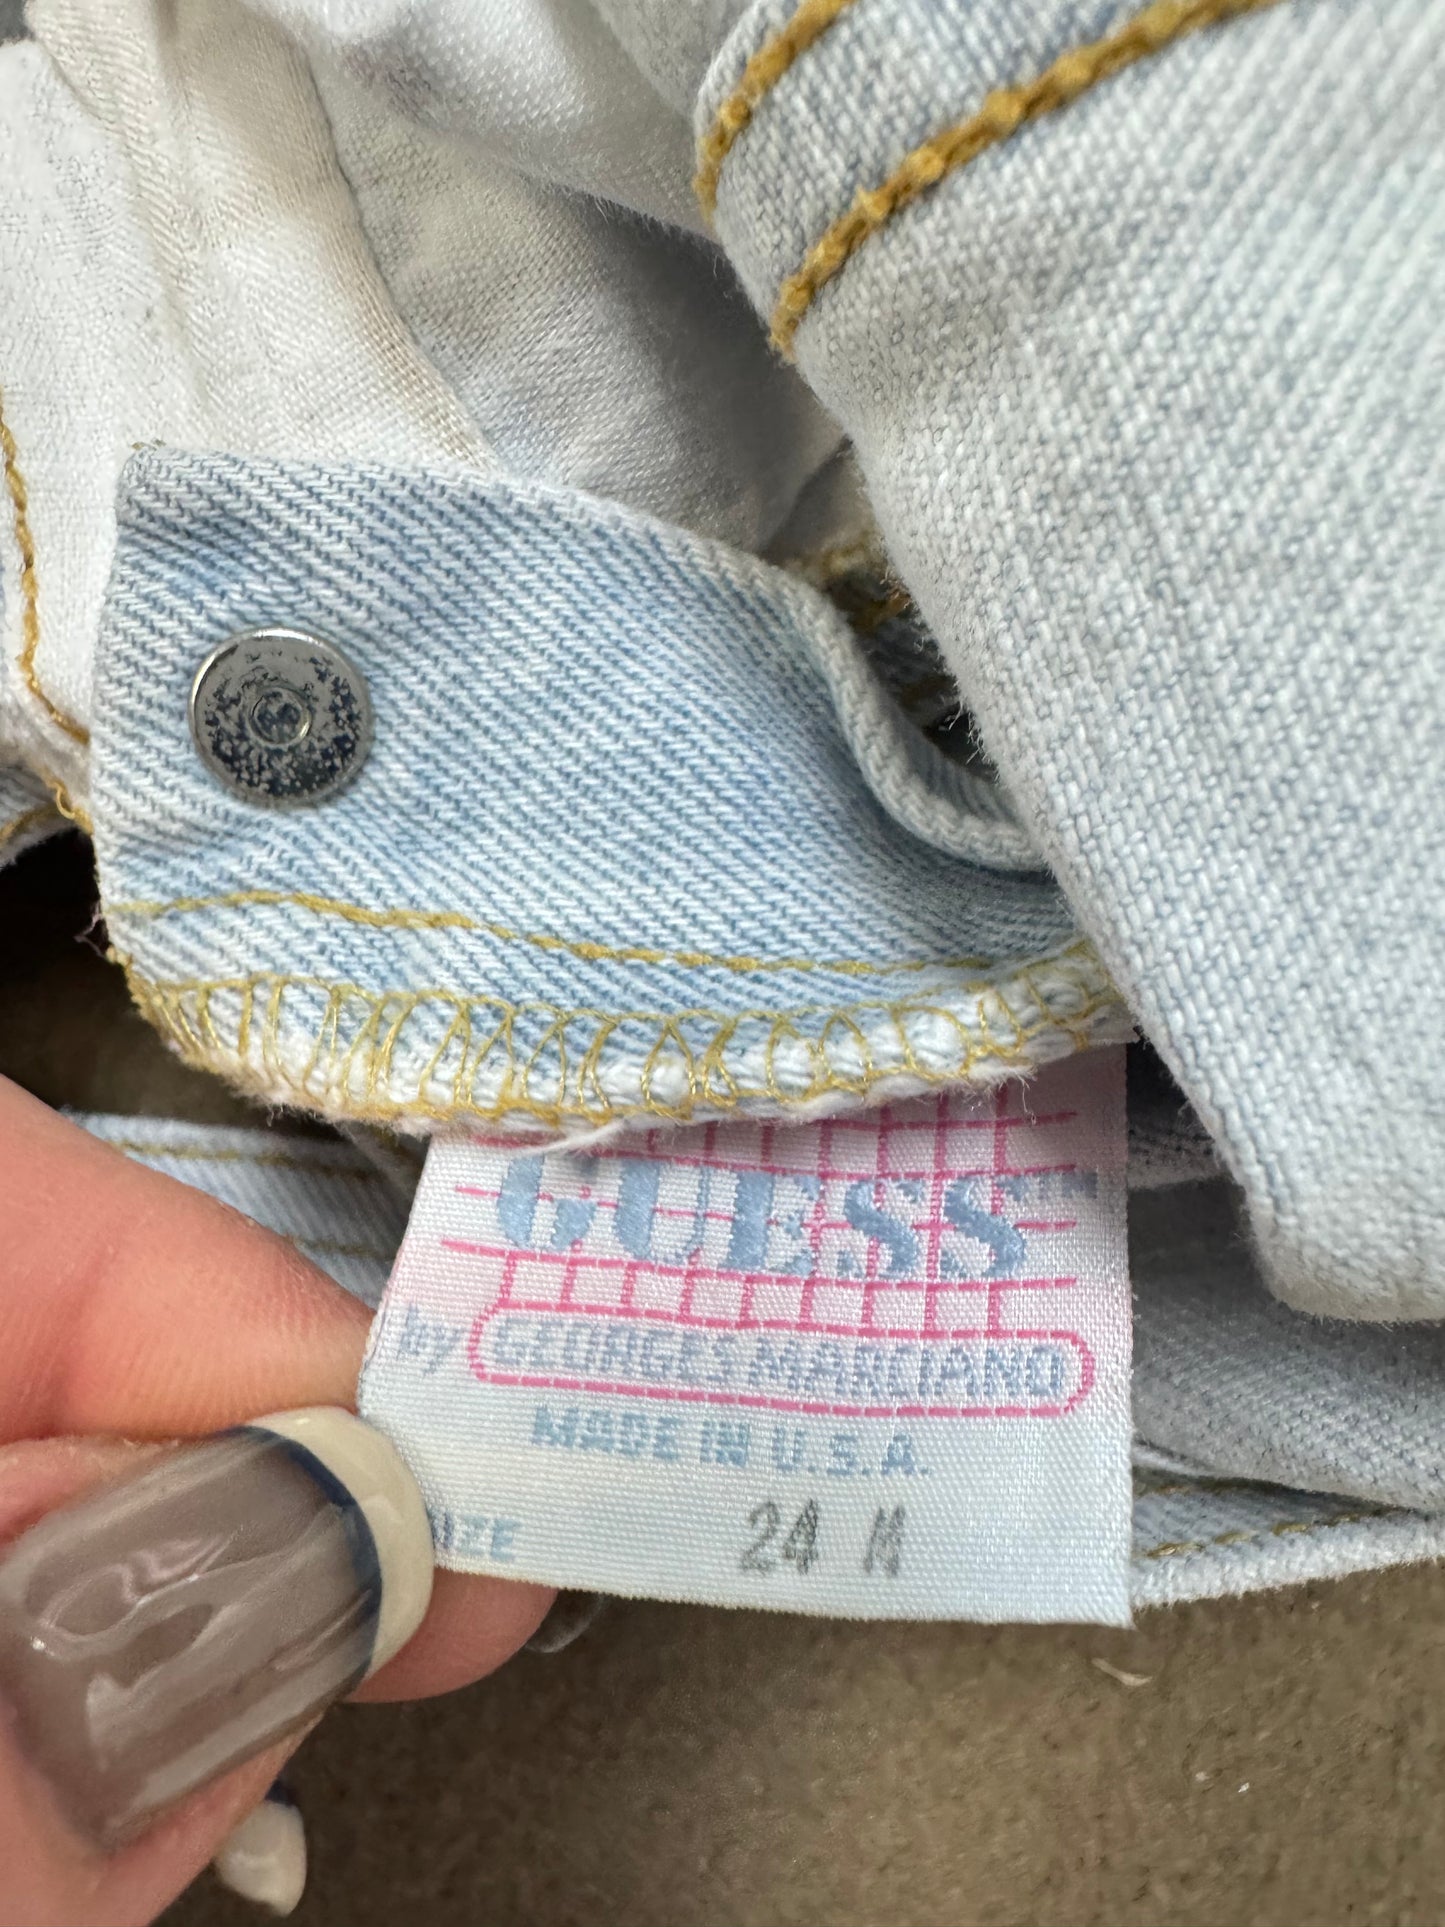 GUESS
by GEORGES MARCIANO
MADE IN U.S.A.
SIZE 24 M